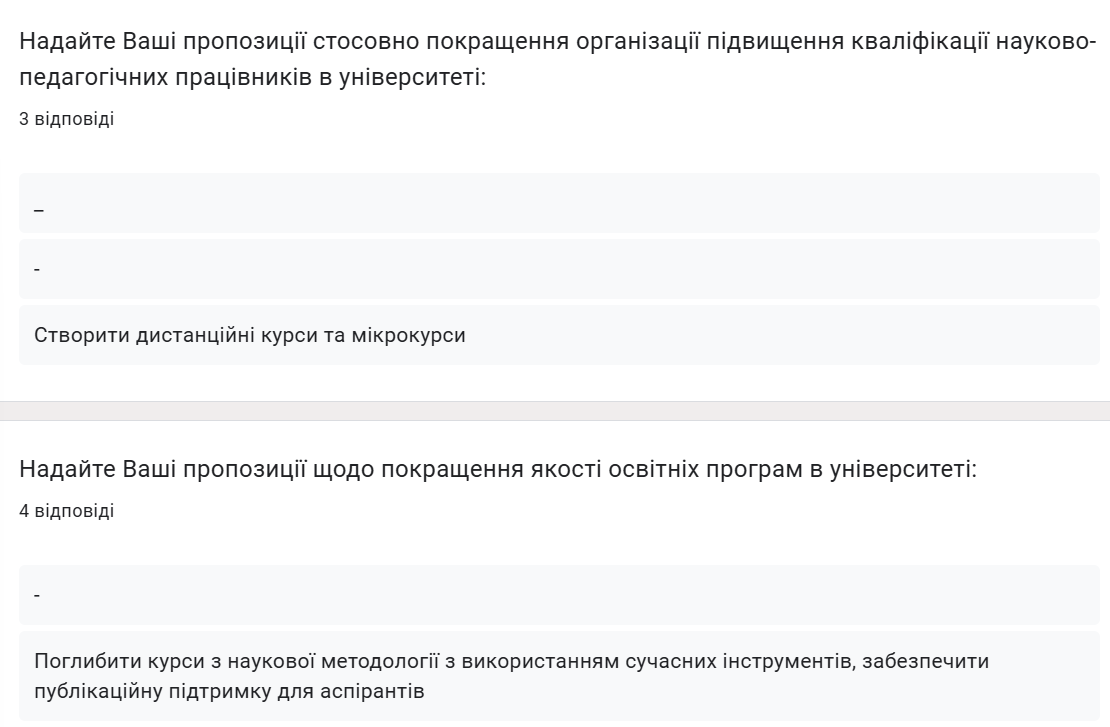 Надайте Ваші пропозиції стосовно покращення організації підвищення кваліфікації науково-
педагогічних працівників в університеті:
3 відповіді
–
-
Створити дистанційні курси та мікрокурси
Надайте Ваші пропозиції щодо покращення якості освітніх програм в університеті:
4 відповіді
-
Поглибити курси з наукової методології з використанням сучасних інструментів, забезпечити
публікаційну підтримку для аспірантів